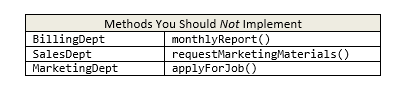 Methods You Should Not Implement
BillingDept monthlyReport()
SalesDept requestMarketingMaterials()
MarketingDept applyForJob()